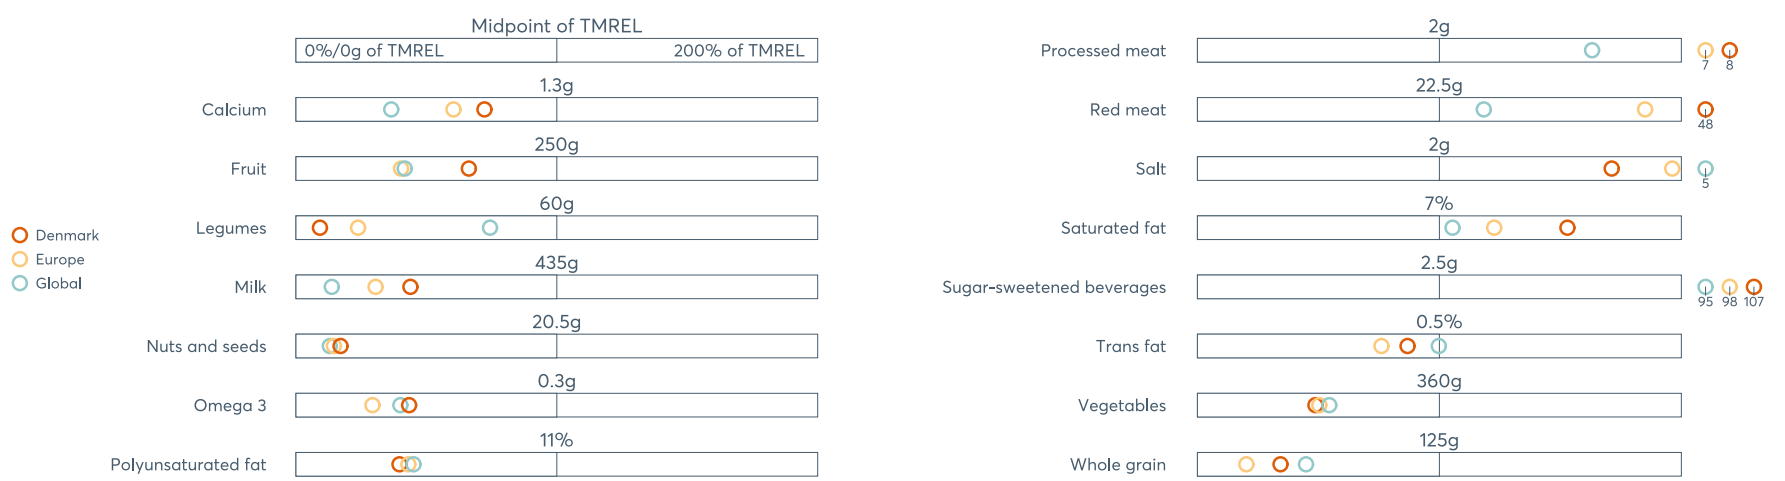 Midpoint of TMREL
0%/0g of TMREL 200% of TMREL
1.3g
Calcium
250g
Fruit
60g
Legumes
435g
Milk
20.5g
Nuts and seeds
0.3g
Omega 3
11%
Polyunsaturated fat
Denmark
Europe
Global
2g
Processed meat
7 8
22.5g
Red meat
48
2g
Salt
5
7%
Saturated fat
2.5g
Sugar-sweetened beverages
95 98 107
0.5%
Trans fat
360g
Vegetables
125g
Whole grain